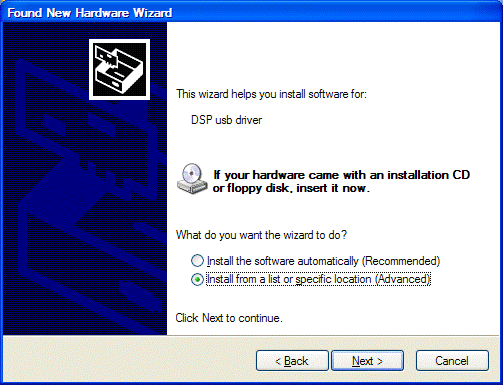 Found New Hardware Wizard
This wizard helps you install software for:
DSP usb driver
If your hardware came with an installation CD
or floppy disk, insert it now.
What do you want the wizard to do?
Install the software automatically (Recommended)
Install from a list or specific location (Advanced)
Click Next to continue.
< Back
Next >
Cancel